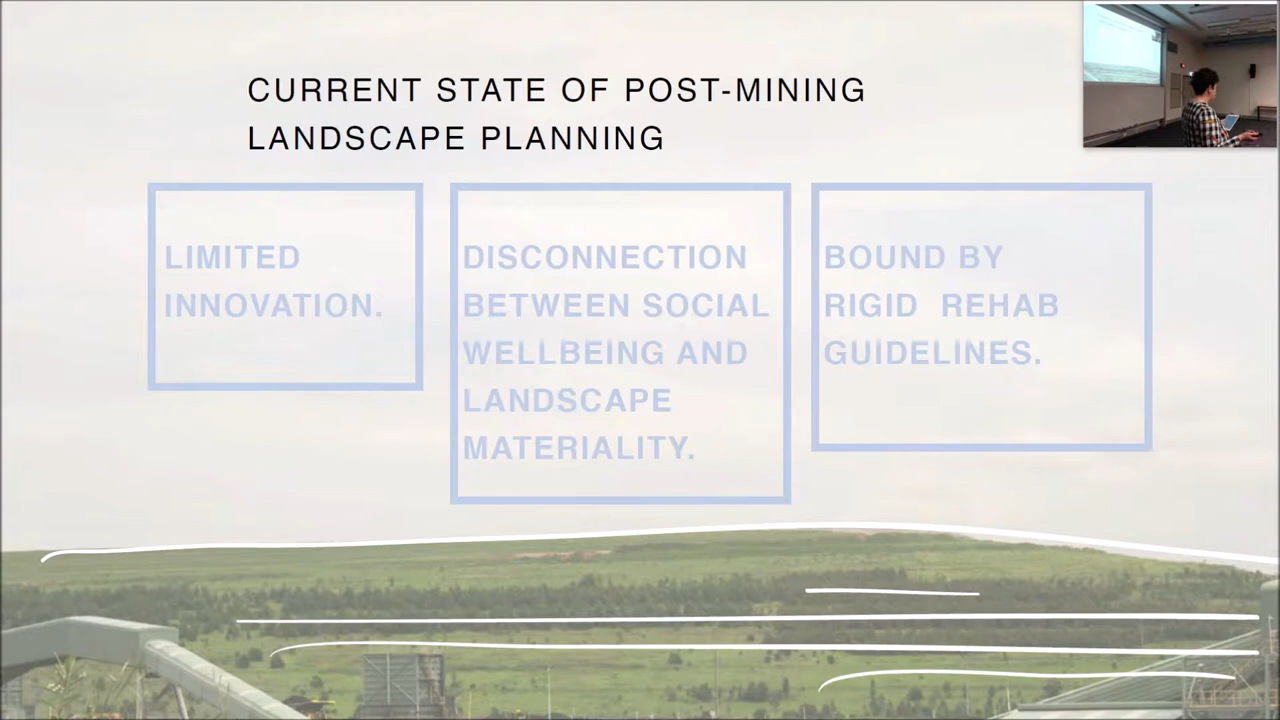 CURRENT STATE OF POST-MINING
LANDSCAPE PLANNING
LIMITED
INNOVATION.
DISCONNECTION
BETWEEN SOCIAL
WELLBEING AND
LANDSCAPE
MATERIALITY.
BOUND BY
RIGID REHAB
GUIDELINES.